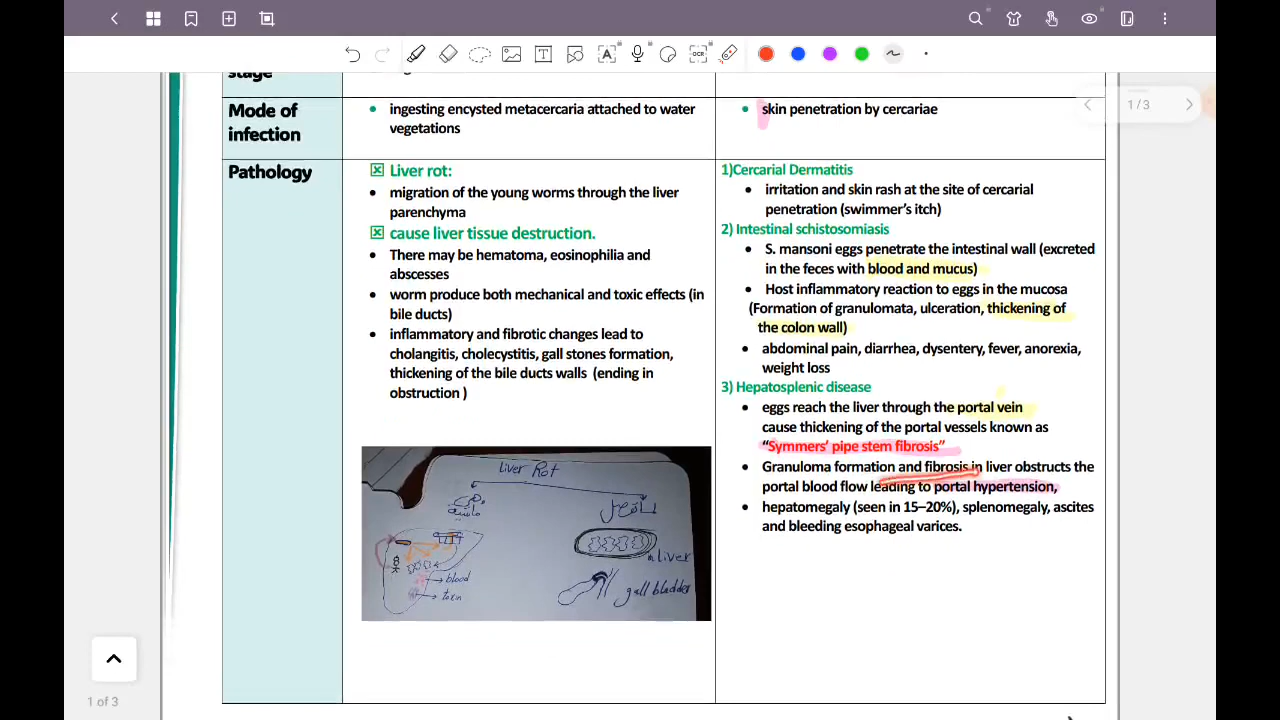 1/3
stage
Mode of
infection
ingesting encysted metacercaria attached to water
vegetations
skin penetration by cercariae
Pathology
Liver rot:
migration of the young worms through the liver
parenchyma
cause liver tissue destruction.
There may be hematoma, eosinophilia and
abscesses
worm produce both mechanical and toxic effects (in
bile ducts)
inflammatory and fibrotic changes lead to
cholangitis, cholecystitis, gall stones formation,
thickening of the bile ducts walls (ending in
obstruction )
liver Rot
liver
blood
toxin
gall bladder
1)Cercarial Dermatitis
irritation and skin rash at the site of cercarial
penetration (swimmer’s itch)
2) Intestinal schistosomiasis
S. mansoni eggs penetrate the intestinal wall (excreted
in the feces with blood and mucus)
Host inflammatory reaction to eggs in the mucosa
(Formation of granulomata, ulceration, thickening of
the colon wall)
abdominal pain, diarrhea, dysentery, fever, anorexia,
weight loss
3) Hepatosplenic disease
eggs reach the liver through the portal vein
cause thickening of the portal vessels known as
“Symmers’ pipe stem fibrosis”
Granuloma formation and fibrosis in liver obstructs the
portal blood flow leading to portal hypertension,
hepatomegaly (seen in 15–20%), splenomegaly, ascites
and bleeding esophageal varices.
1 of 3